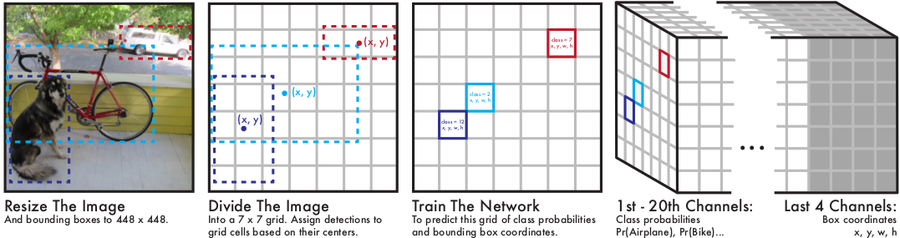 (x, y)
(x, y)
(x, y)
class = 7
x, y, w, h
class = 2
x, y, w, h
class = 12
x, y, w, h
...
Resize The Image
And bounding boxes to 448 x 448.
Divide The Image
Into a 7 x 7 grid. Assign detections to
grid cells based on their centers.
Train The Network
To predict this grid of class probabilities
and bounding box coordinates.
1st - 20th Channels:
Class probabilities
Pr(Airplane), Pr(Bike)...
Last 4 Channels:
Box coordinates
x, y, w, h